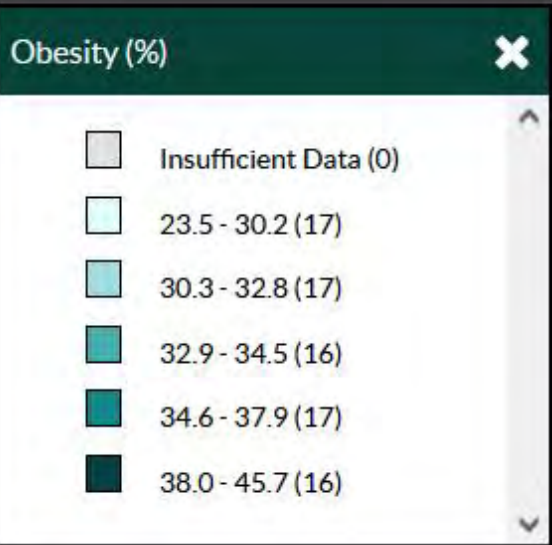 Obesity (%)
Insufficient Data (0)
23.5 - 30.2 (17)
30.3 - 32.8 (17)
32.9 - 34.5 (16)
34.6 - 37.9 (17)
38.0 - 45.7 (16)